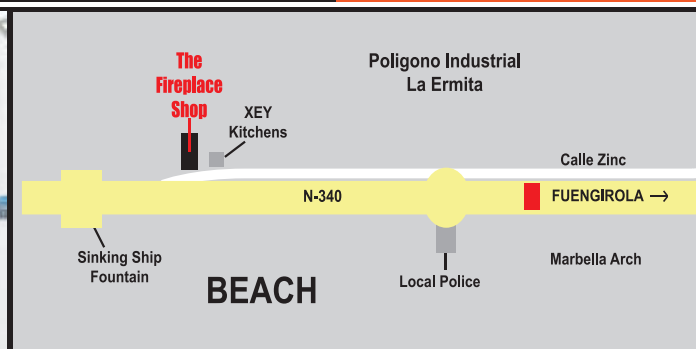 The
Fireplace
Shop
XEY
Kitchens
Poligono Industrial
La Ermita
Calle Zinc
N-340
FUENGIROLA →
Sinking Ship
Fountain
BEACH
Local Police
Marbella Arch